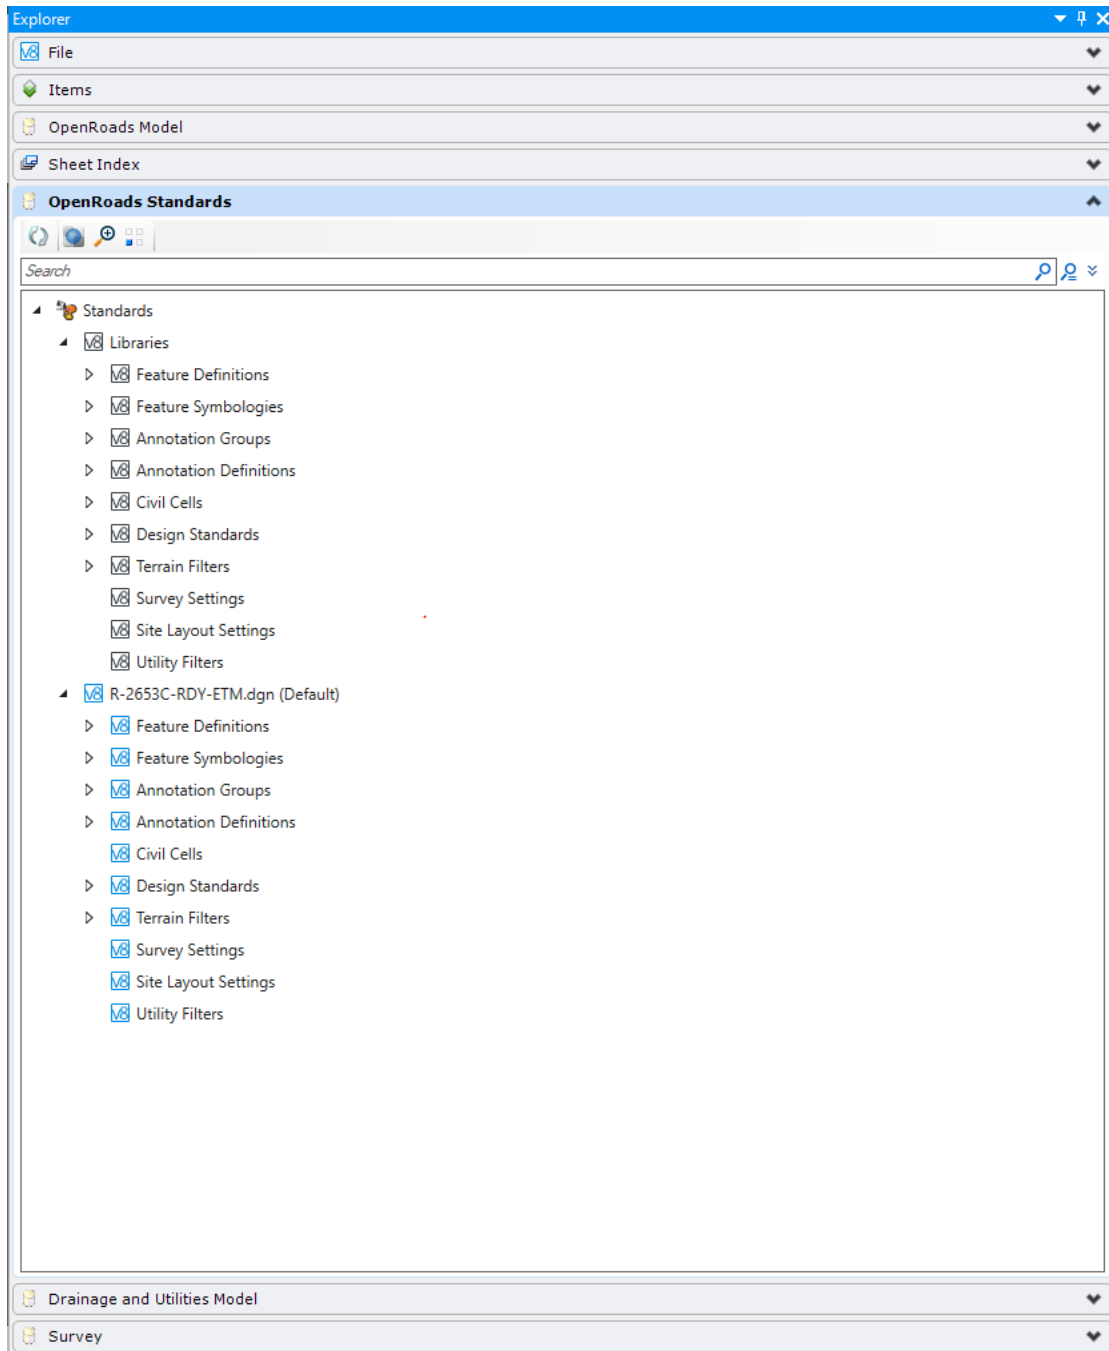 Explorer
File
Items
OpenRoads Model
Sheet Index
OpenRoads Standards
Search
Standards
Libraries
Feature Definitions
Feature Symbologies
Annotation Groups
Annotation Definitions
Civil Cells
Design Standards
Terrain Filters
Survey Settings
Site Layout Settings
Utility Filters
R-2653C-RDY-ETM.dgn (Default)
Feature Definitions
Feature Symbologies
Annotation Groups
Annotation Definitions
Civil Cells
Design Standards
Terrain Filters
Survey Settings
Site Layout Settings
Utility Filters
Drainage and Utilities Model
Survey